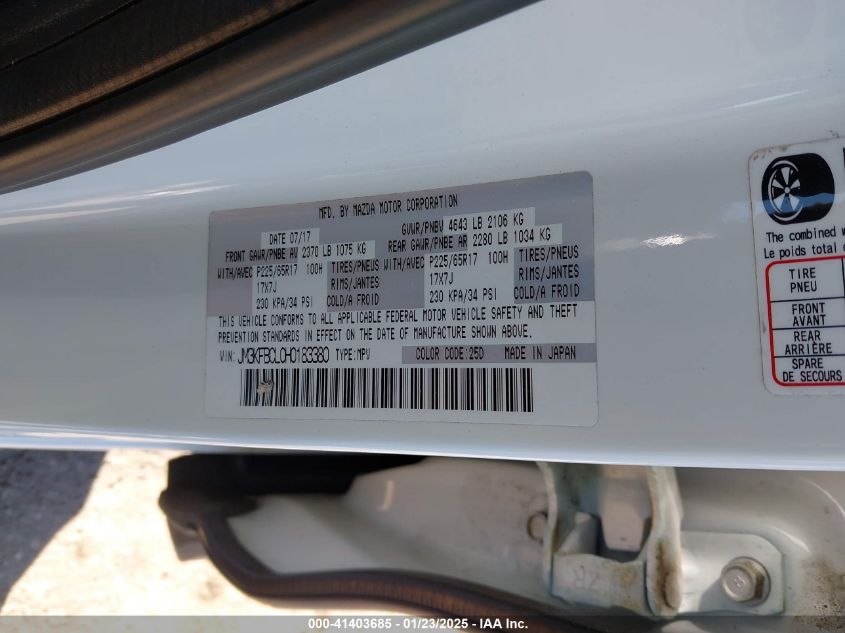 MFD. BY MAZDA MOTOR CORPORATION
DATE 07/17 GVWR/PNBV 4643 LB 2106 KG
FRONT GAWR/PNBE AV 2370 LB 1075 KG REAR GAWR/PNBE AR 2280 LB 1034 KG
WITH/AVEC P225/65R17 100H TIRES/PNEUS WITH/AVEC P225/65R17 100H TIRES/PNEUS
17X7J RIMS/JANTES 17X7J RIMS/JANTES
230 KPA/34 PSI COLD/A FROID 230 KPA/34 PSI COLD/A FROID
THIS VEHICLE CONFORMS TO ALL APPLICABLE FEDERAL MOTOR VEHICLE SAFETY AND THEFT
PREVENTION STANDARDS IN EFFECT ON THE DATE OF MANUFACTURE SHOWN ABOVE.
VIN: JM3KFBCL0H0183380 TYPE:MPV COLOR CODE:25D MADE IN JAPAN
The combined w
Le poids total
TIRE
PNEU
FRONT
AVANT
REAR
ARRIÈRE
SPARE
DE SECOURS
000-41403685 - 01/23/2025 - IAA Inc.